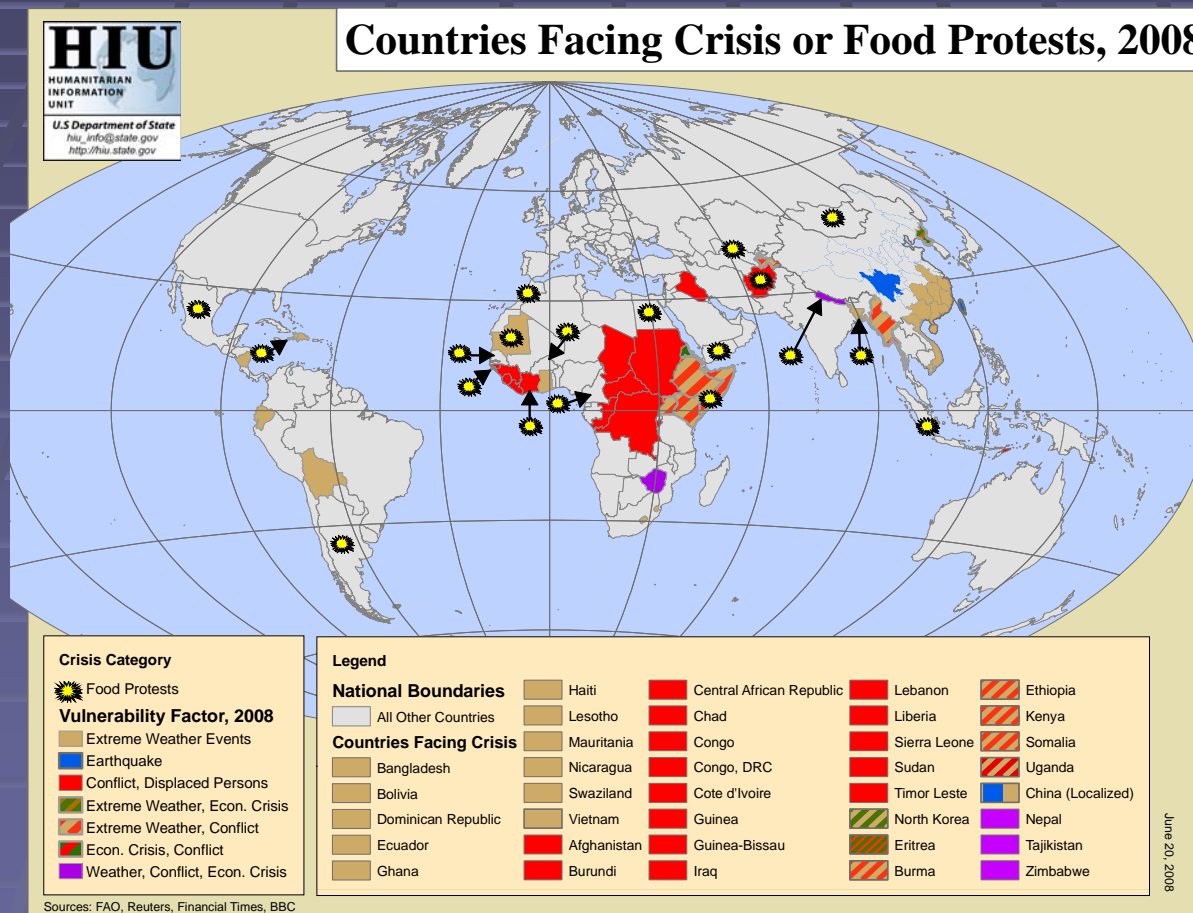 HIU
HUMANITARIAN
INFORMATION
UNIT
U.S Department of State
hiu_info@state.gov
http://hiu.state.gov
Countries Facing Crisis or Food Protests, 2008
Crisis Category
Food Protests
Vulnerability Factor, 2008
Extreme Weather Events
Earthquake
Conflict, Displaced Persons
Extreme Weather, Econ. Crisis
Extreme Weather, Conflict
Econ. Crisis, Conflict
Weather, Conflict, Econ. Crisis
Legend
National Boundaries
All Other Countries
Countries Facing Crisis
Bangladesh
Bolivia
Dominican Republic
Ecuador
Ghana
Haiti
Lesotho
Mauritania
Nicaragua
Swaziland
Vietnam
Afghanistan
Burundi
Central African Republic
Chad
Congo
Congo, DRC
Cote d'Ivoire
Guinea
Guinea-Bissau
Iraq
Lebanon
Liberia
Sierra Leone
Sudan
Timor Leste
North Korea
Eritrea
Burma
Ethiopia
Kenya
Somalia
Uganda
China (Localized)
Nepal
Tajikistan
Zimbabwe
June 20, 2008
Sources: FAO, Reuters, Financial Times, BBC